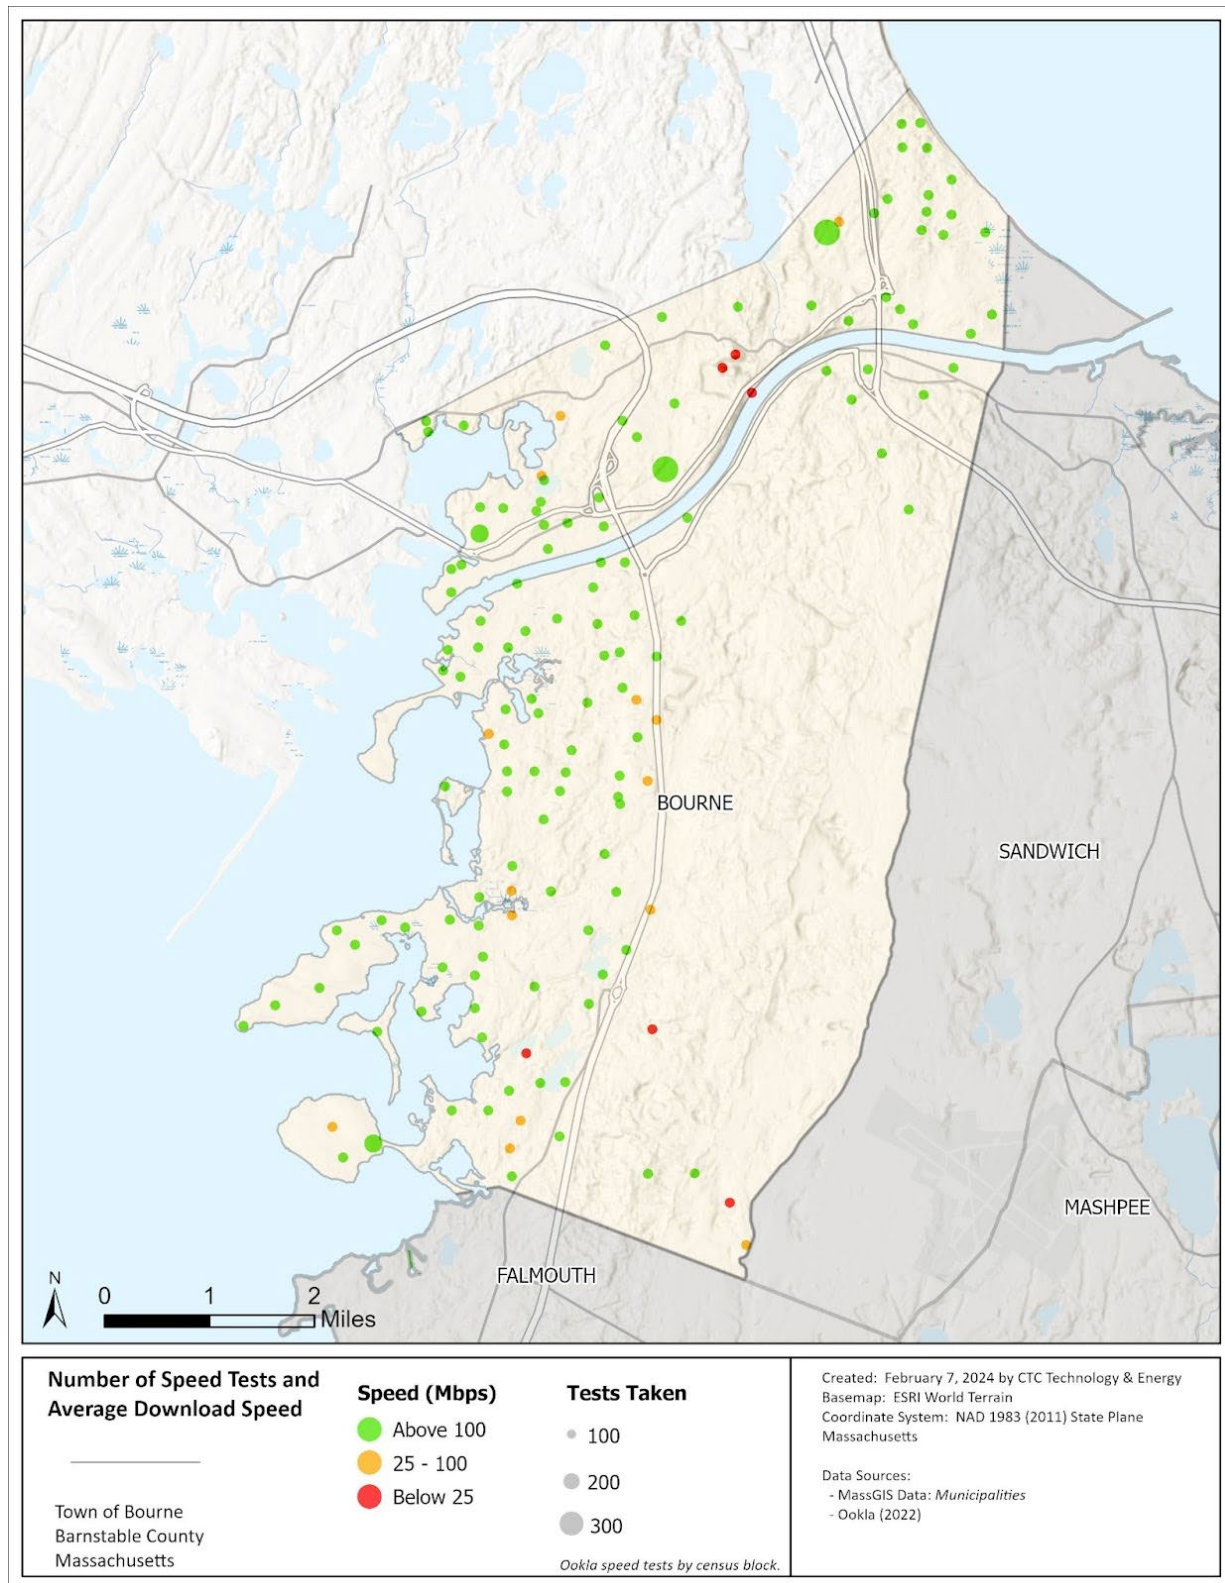 BOURNE
SANDWICH
MASHPEE
FALMOUTH
N
0 1 2
Miles
Number of Speed Tests and
Average Download Speed
Town of Bourne
Barnstable County
Massachusetts
Speed (Mbps)
Above 100
25 - 100
Below 25
Tests Taken
100
200
300
Ookla speed tests by census block.
Created: February 7, 2024 by CTC Technology & Energy
Basemap: ESRI World Terrain
Coordinate System: NAD 1983 (2011) State Plane
Massachusetts
Data Sources:
- MassGIS Data: Municipalities
- Ookla (2022)